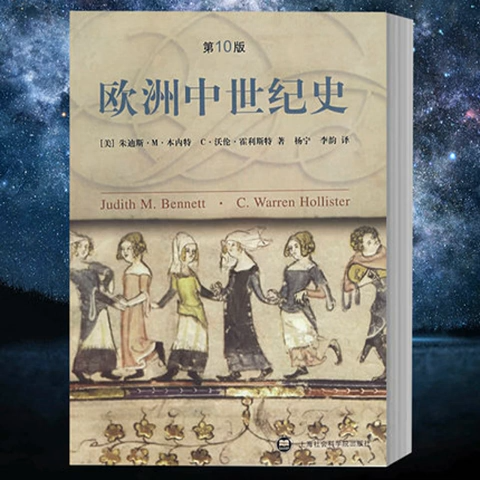 第10版
欧洲中世纪史
[美] 朱迪斯·M·本内特 C·沃伦·霍利斯特 著 杨宁 李韵 译
Judith M. Bennett · C. Warren Hollister
上海社会科学院出版社